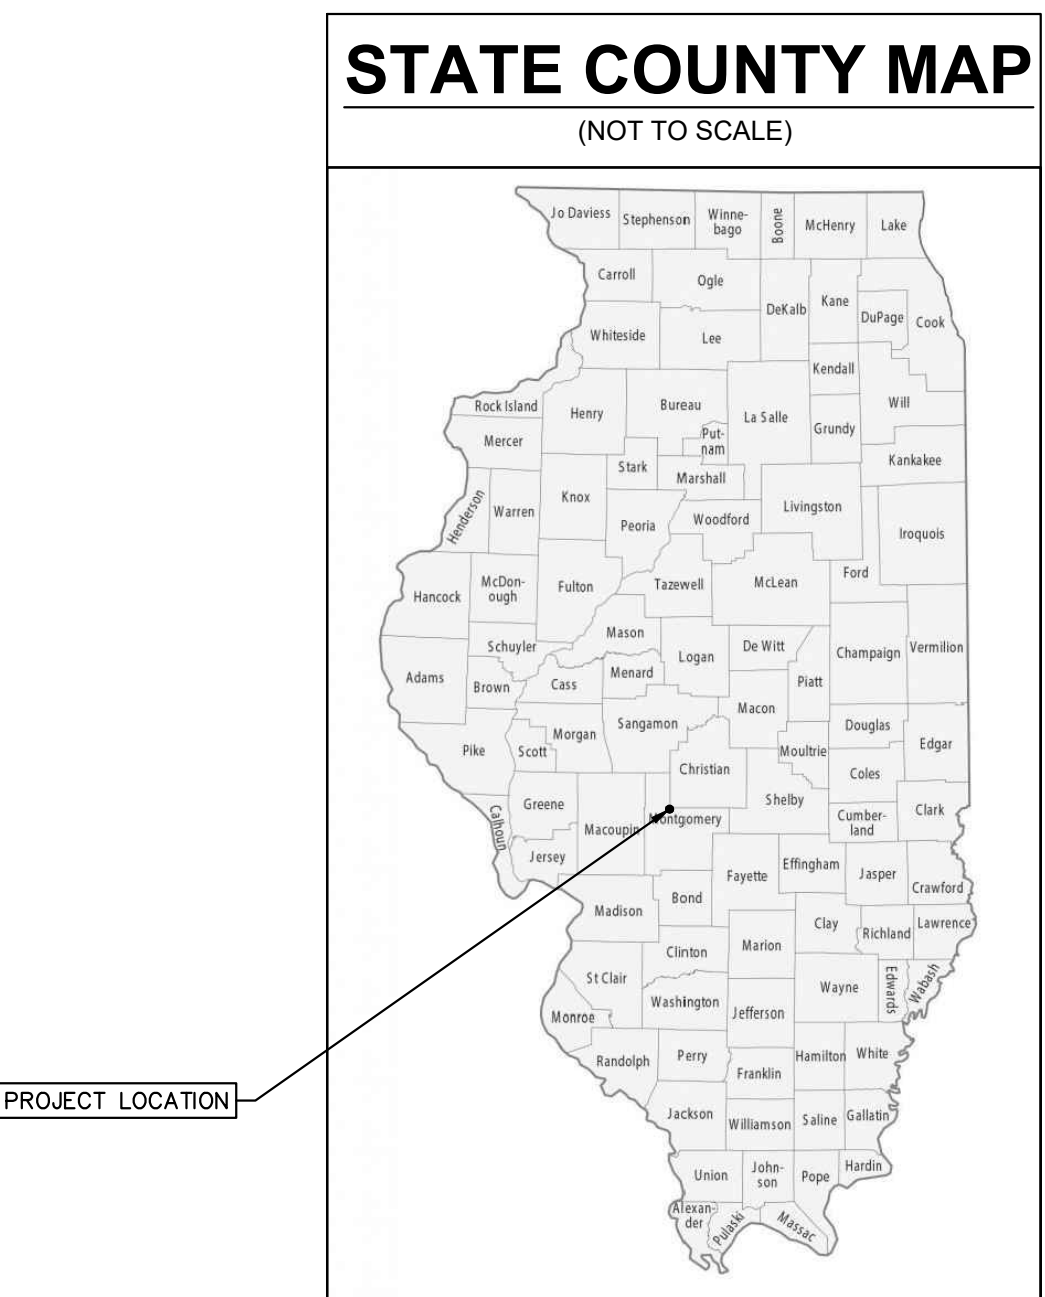 STATE COUNTY MAP
(NOT TO SCALE)
Jo Daviess
Stephenson
Winne-
bago
Boone
McHenry
Lake
Carroll
Ogle
DeKalb
Kane
DuPage
Cook
Whiteside
Lee
Kendall
Rock Island
Henry
Bureau
La Salle
Grundy
Will
Mercer
Put-
nam
Stark
Marshall
Kankakee
Henderson
Warren
Knox
Peoria
Woodford
Livingston
Iroquois
Hancock
McDon-
ough
Fulton
Tazewell
McLean
Ford
Schuyler
Mason
Logan
De Witt
Champaign
Vermilion
Adams
Brown
Cass
Menard
Piatt
Macon
Pike
Scott
Morgan
Sangamon
Christian
Moultrie
Douglas
Edgar
Coles
Calhoun
Greene
Macoupin
Montgomery
Shelby
Cumber-
land
Clark
Jersey
Fayette
Effingham
Jasper
Crawford
Madison
Bond
Clay
Richland
Lawrence
Clinton
Marion
St Clair
Wayne
Edwards
Wabash
Monroe
Washington
Jefferson
Randolph
Perry
Franklin
Hamilton
White
PROJECT LOCATION
Jackson
Williamson
Saline
Gallatin
Union
John-
son
Pope
Hardin
Alexan-
der
Pulaski
Massac